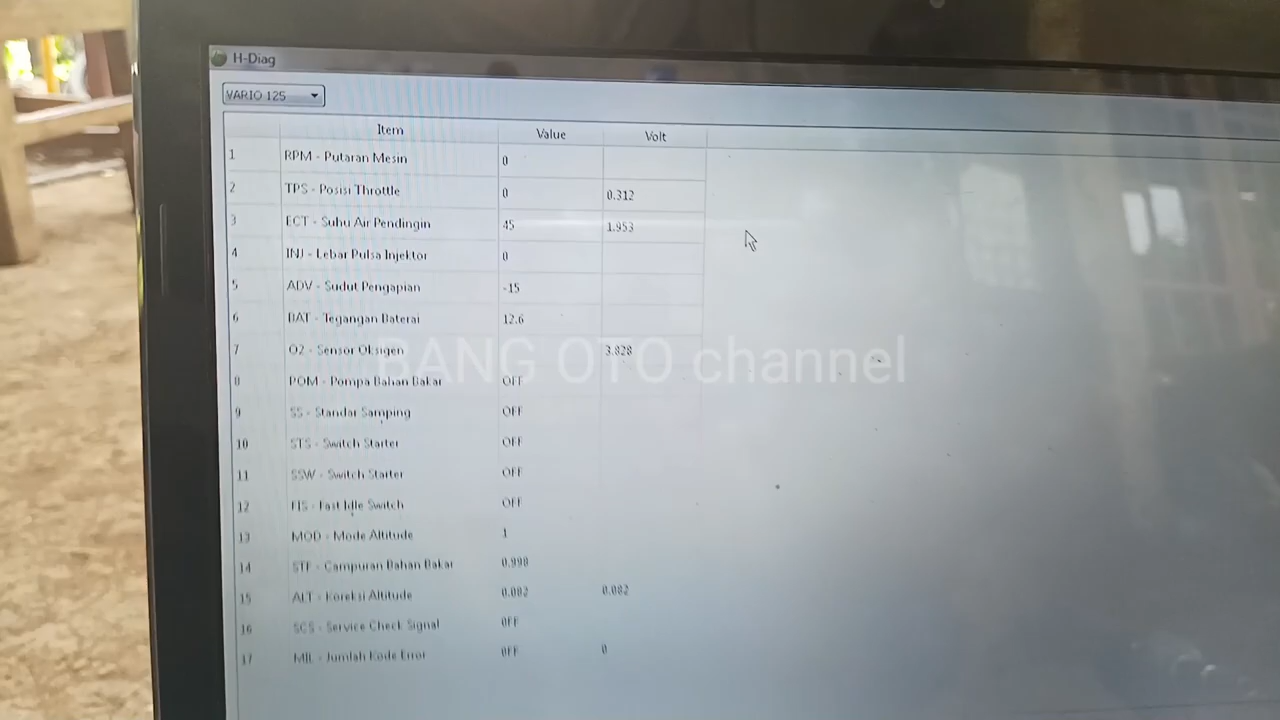 H-Diag
VARIO 125
Item Value Volt
1 RPM - Putaran Mesin 0
2 TPS - Posisi Throttle 0 0.312
3 ECT - Suhu Air Pendingin 45 1.953
4 INJ - Lebar Pulsa Injektor 0
5 ADV - Sudut Pengapian -15
6 BAT - Tegangan Baterai 12.6
7 O2 - Sensor Oksigen 3.828
BANG OTO channel
8 POM - Pompa Bahan Bakar OFF
9 SS - Standar Samping OFF
10 STS - Switch Starter OFF
11 SSW - Switch Starter OFF
12 FIS - Fast Idle Switch OFF
13 MOD - Mode Altitude 1
14 STF - Campuran Bahan Bakar 0.998
15 ALT - Koreksi Altitude 0.082 0.082
16 SCS - Service Check Signal OFF
17 MIL - Jumlah Kode Error OFF 0